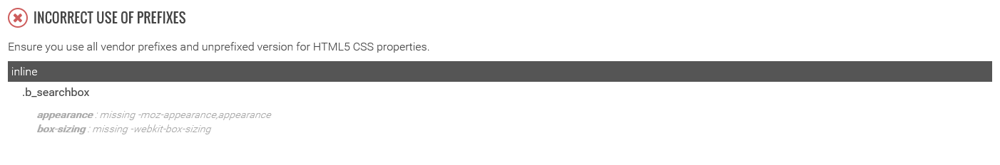 INCORRECT USE OF PREFIXES
Ensure you use all vendor prefixes and unprefixed version for HTML5 CSS properties.
inline
.b_searchbox
appearance : missing -moz-appearance,appearance
box-sizing : missing -webkit-box-sizing